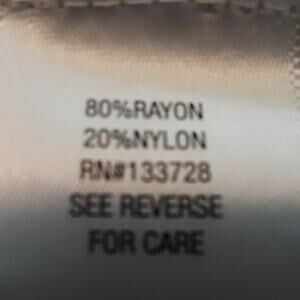 80%RAYON
20%NYLON
RN#133728
SEE REVERSE
FOR CARE